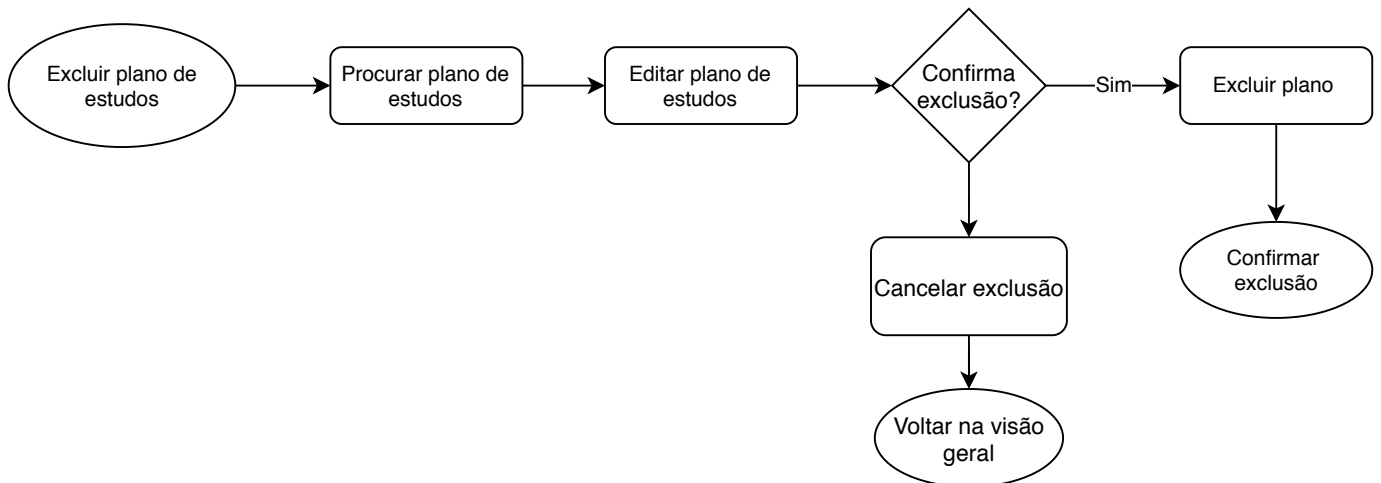 Excluir plano de
estudos
Procurar plano de
estudos
Editar plano de
estudos
Confirma
exclusão?
Sim
Excluir plano
Cancelar exclusão
Confirmar
exclusão
Voltar na visão
geral